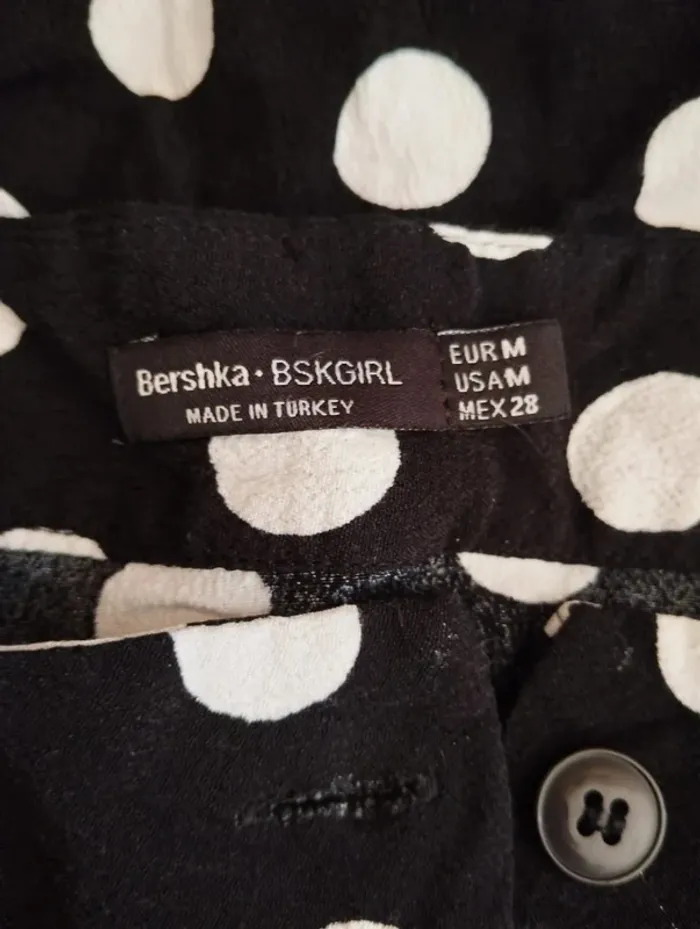 Bershka • BSKGIRL
MADE IN TURKEY
EUR M
USA M
MEX 28